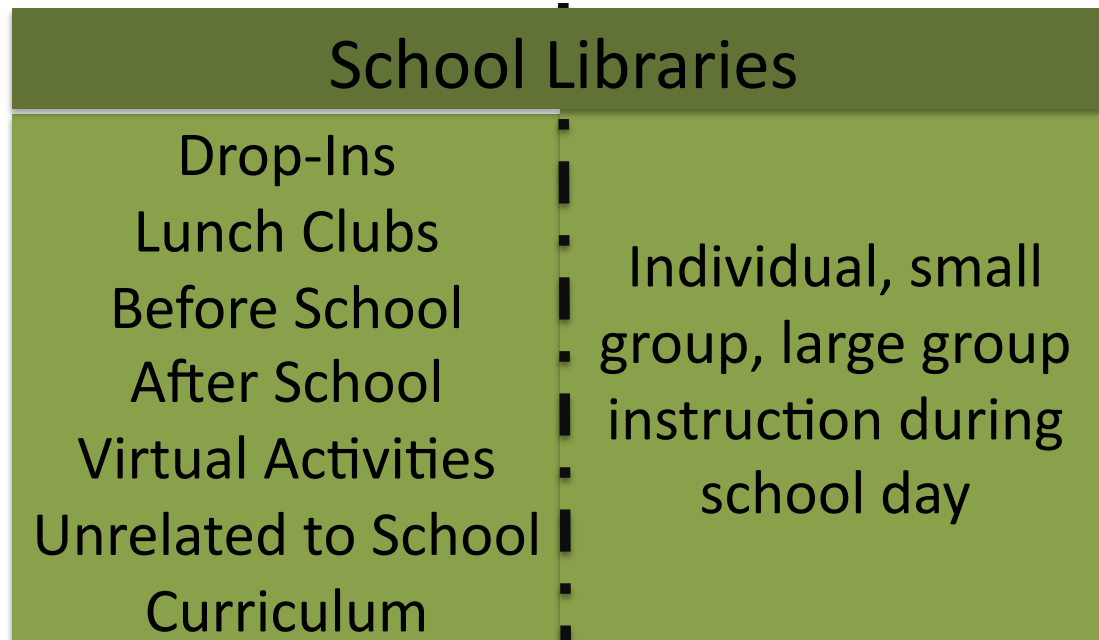 School Libraries
Drop-Ins
Lunch Clubs
Before School
After School
Virtual Activities
Unrelated to School
Curriculum
Individual, small
group, large group
instruction during
school day